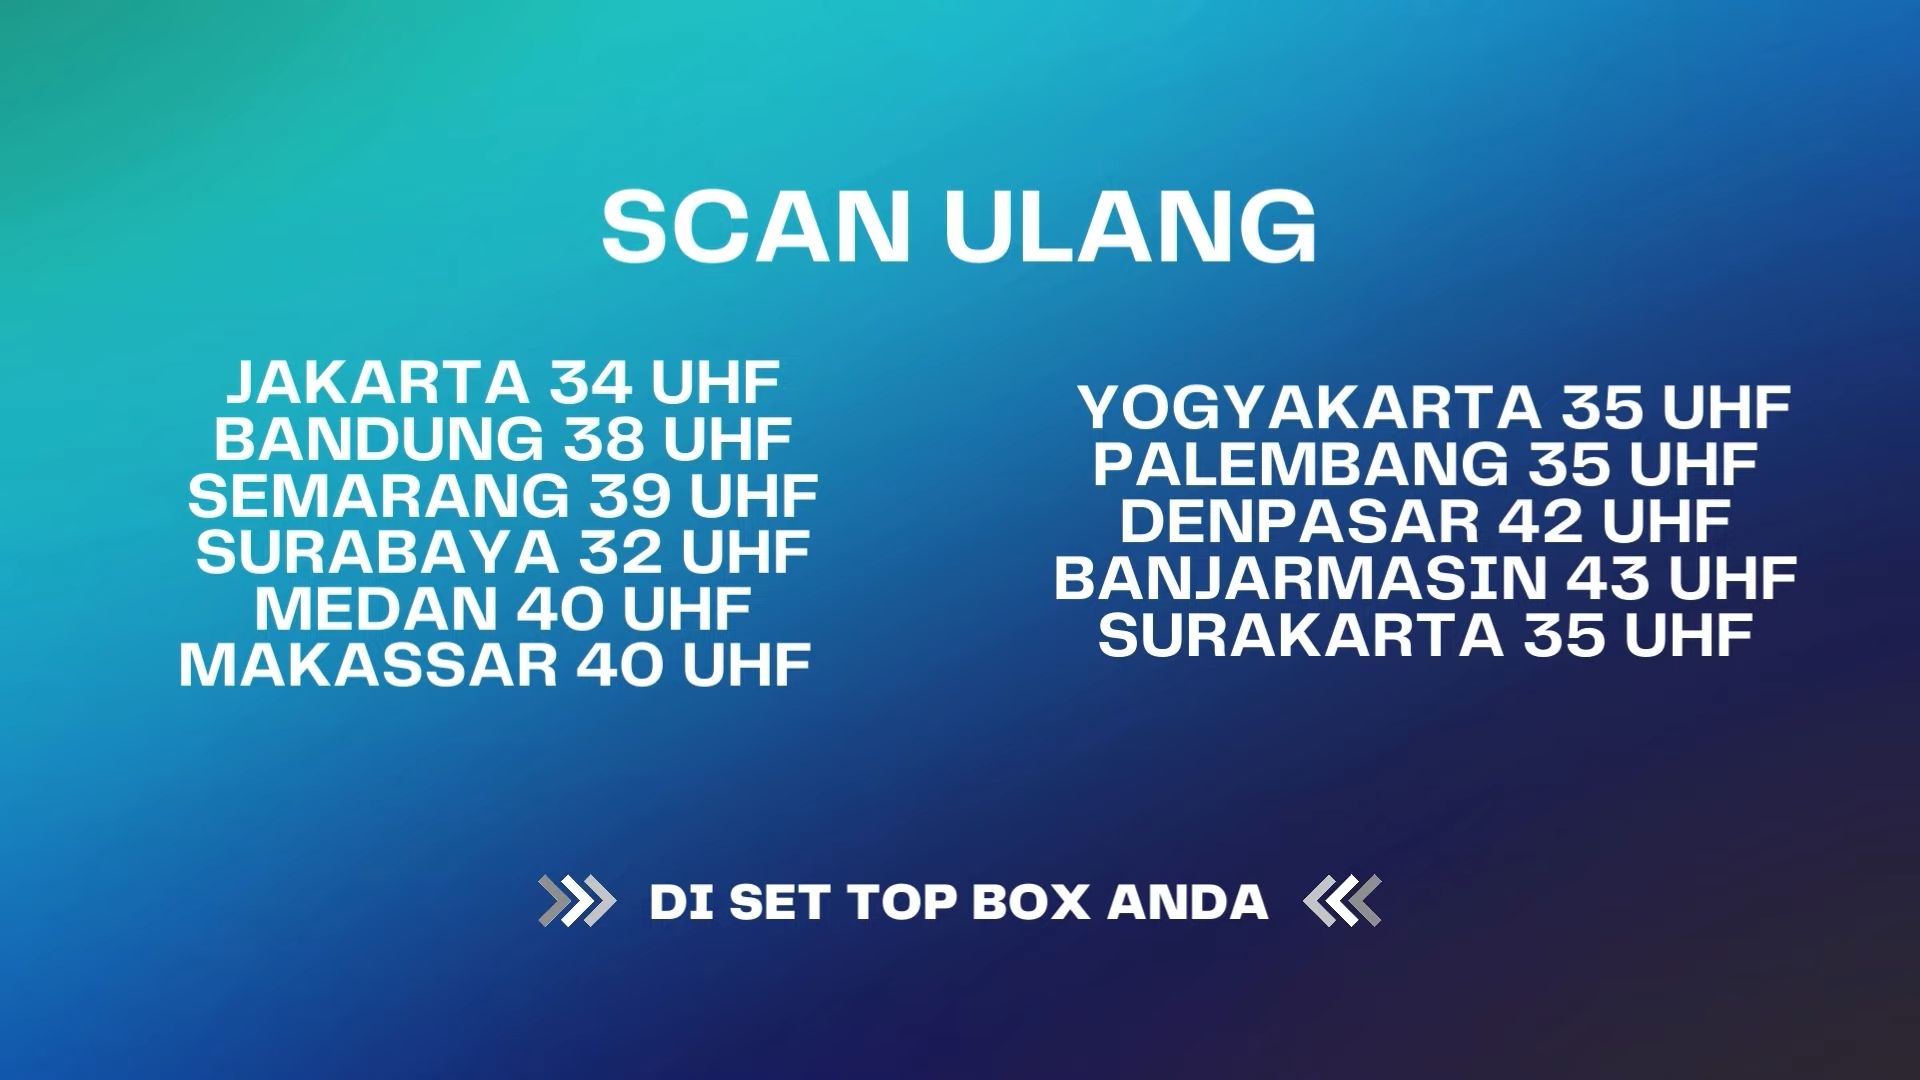 SCAN ULANG
JAKARTA 34 UHF
BANDUNG 38 UHF
SEMARANG 39 UHF
SURABAYA 32 UHF
MEDAN 40 UHF
MAKASSAR 40 UHF
YOGYAKARTA 35 UHF
PALEMBANG 35 UHF
DENPASAR 42 UHF
BANJARMASIN 43 UHF
SURAKARTA 35 UHF
DI SET TOP BOX ANDA